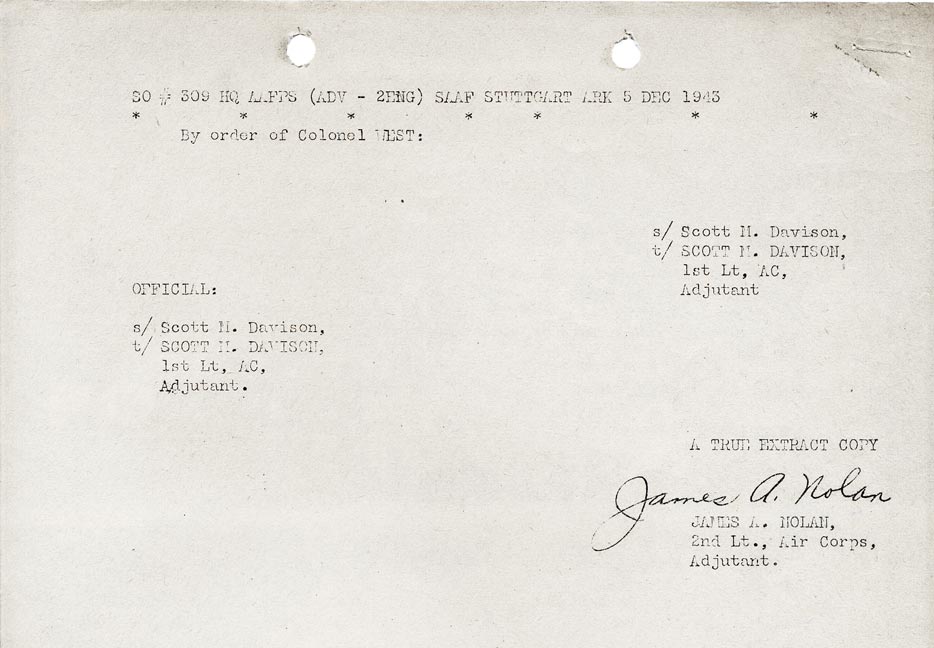 SO # 309 HQ AAFPS (ADV - 2ENG) SAAF STUTTGART ARK 5 DEC 1943
* * * * * * *
By order of Colonel WEST:
s/ Scott M. Davison,
t/ SCOTT M. DAVISON,
1st Lt, AC,
Adjutant
OFFICIAL:
s/ Scott M. Davison,
t/ SCOTT M. DAVISON,
1st Lt, AC,
Adjutant.
A TRUE EXTRACT COPY
James A. Nolan
JAMES A. NOLAN,
2nd Lt., Air Corps,
Adjutant.